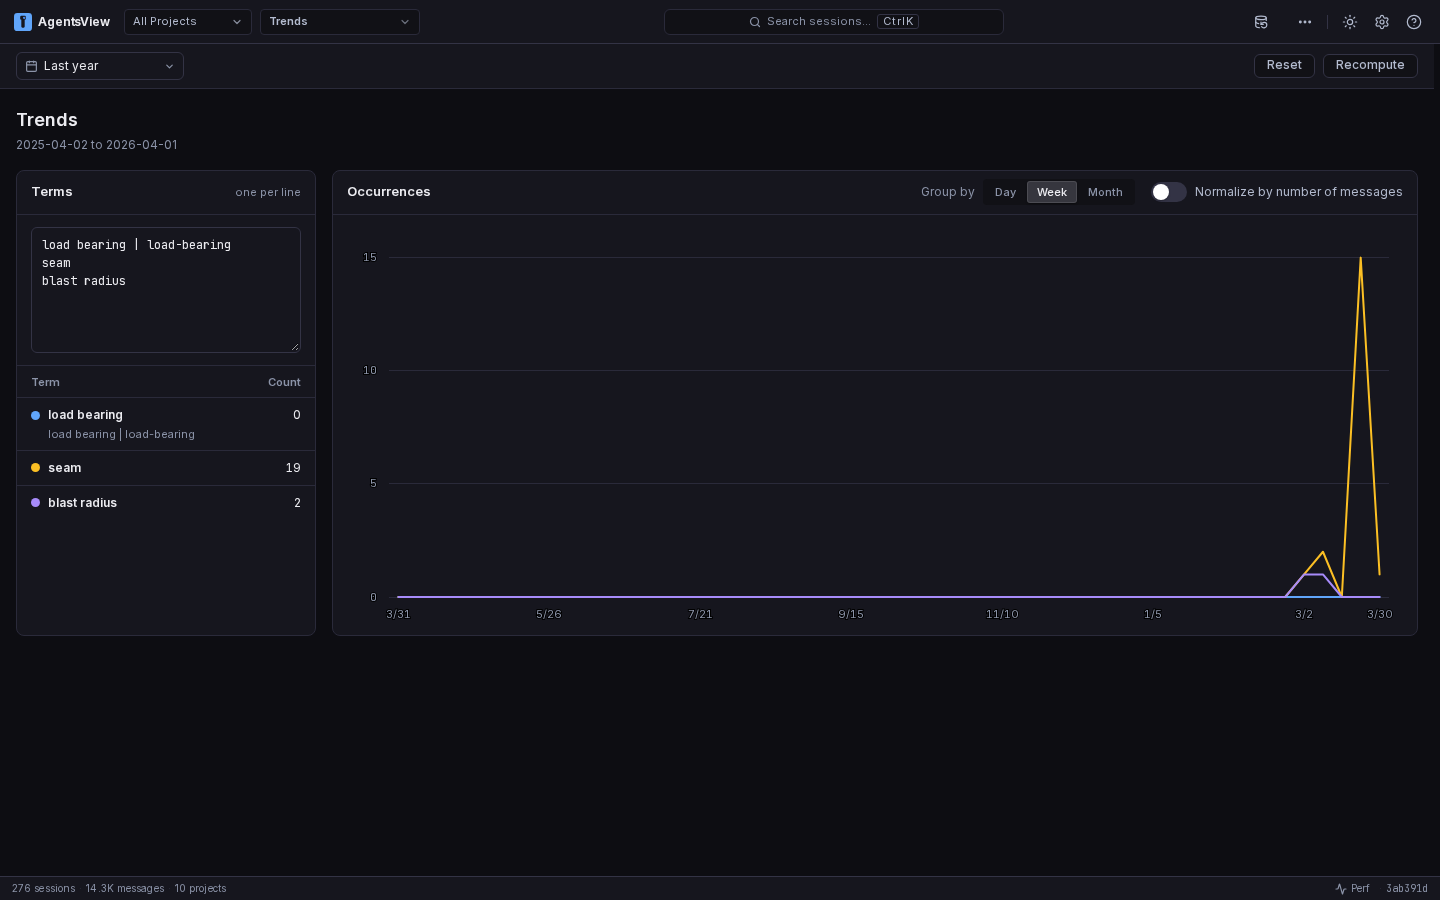 AgentsView
All Projects
Trends
Search sessions... CtrlK
Last year
Reset
Recompute
Trends
2025-04-02 to 2026-04-01
Terms
one per line
load bearing | load-bearing
seam
blast radius
Term
Count
load bearing
0
load bearing | load-bearing
seam
19
blast radius
2
Occurrences
Group by
Day
Week
Month
Normalize by number of messages
15
10
5
0
3/31
5/26
7/21
9/15
11/10
1/5
3/2
3/30
276 sessions
14.3K messages
10 projects
Perf
3ab391d